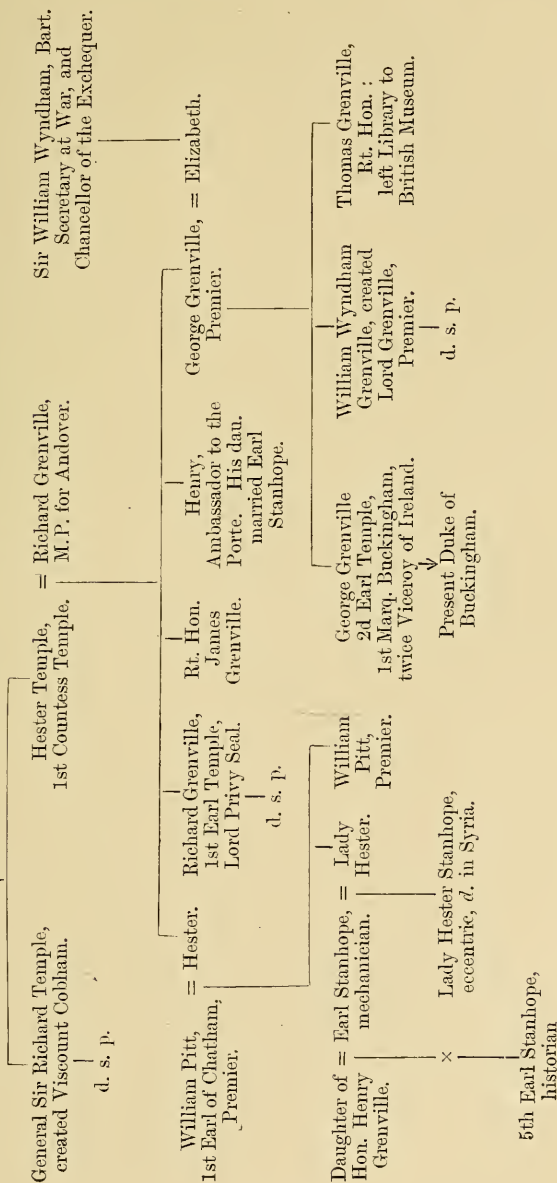 General Sir Richard Temple,
created Viscount Cobham.
d. s. p.
Hester Temple,
1st Countess Temple.
= Richard Grenville,
M.P. for Andover.
Sir William Wyndham, Bart.
Secretary at War, and
Chancellor of the Exchequer.
William Pitt,
1st Earl of Chatham,
Premier.
= Hester.
Richard Grenville,
1st Earl Temple,
Lord Privy Seal.
d. s. p.
Rt. Hon.
James
Grenville.
Henry,
Ambassador to the
Porte. His dau.
married Earl
Stanhope.
George Grenville,
Premier.
= Elizabeth.
Daughter of
Hon. Henry
Grenville.
= Earl Stanhope,
mechanician.
= Lady
Hester.
William
Pitt,
Premier.
George Grenville
2d Earl Temple,
1st Marq. Buckingham,
twice Viceroy of Ireland.
Present Duke of
Buckingham.
William Wyndham
Grenville, created
Lord Grenville,
Premier.
d. s. p.
Thomas Grenville,
Rt. Hon. :
left Library to
British Museum.
×
Lady Hester Stanhope,
eccentric, d. in Syria.
5th Earl Stanhope,
historian